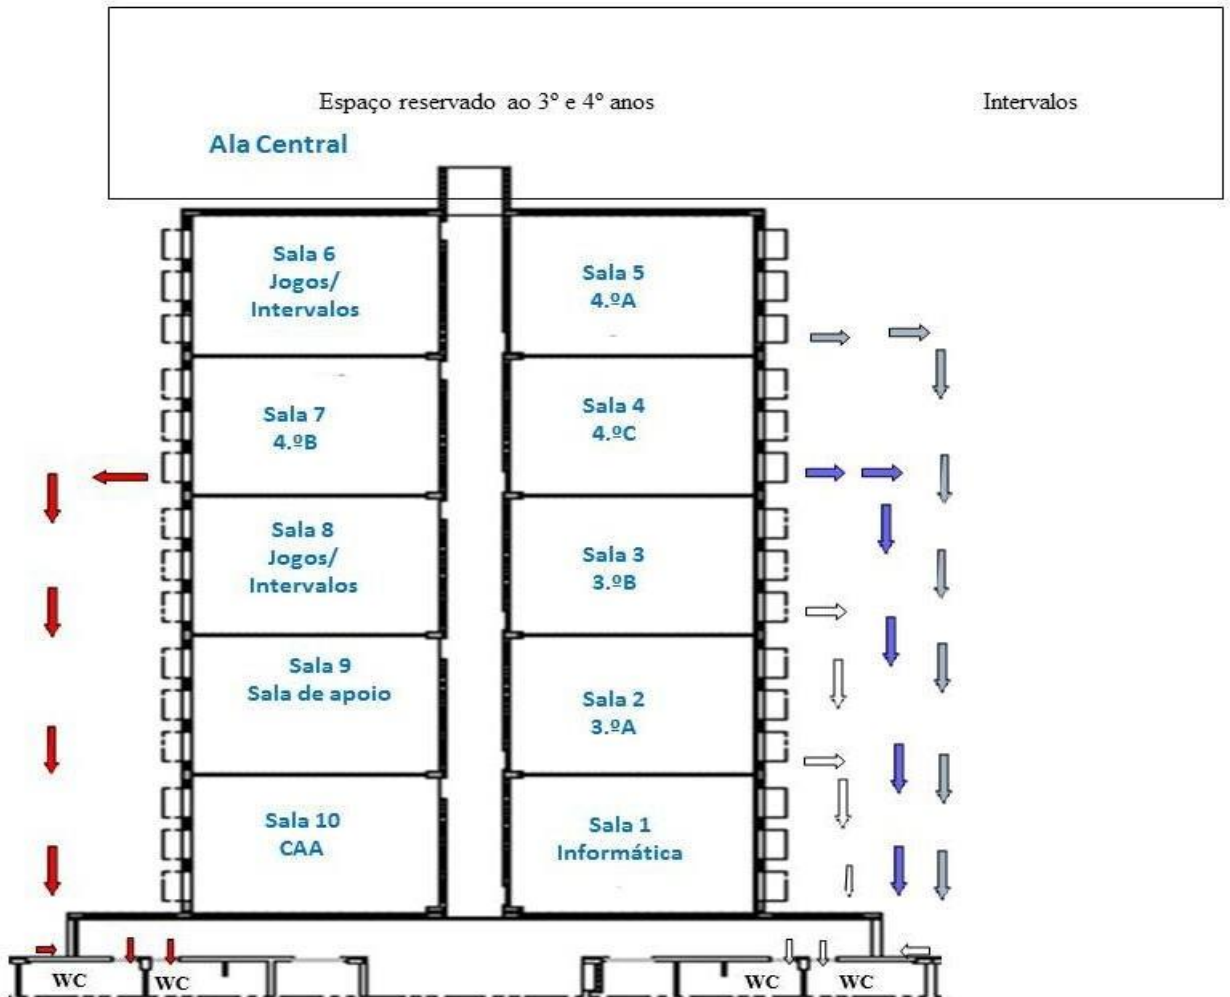 Espaço reservado ao 3º e 4º anos
Intervalos
Ala Central
Sala 6
Jogos/
Intervalos
Sala 5
4.ºA
Sala 7
4.ºB
Sala 4
4.ºC
Sala 8
Jogos/
Intervalos
Sala 3
3.ºB
Sala 9
Sala de apoio
Sala 2
3.ºA
Sala 10
CAA
Sala 1
Informática
WC
WC
WC
WC